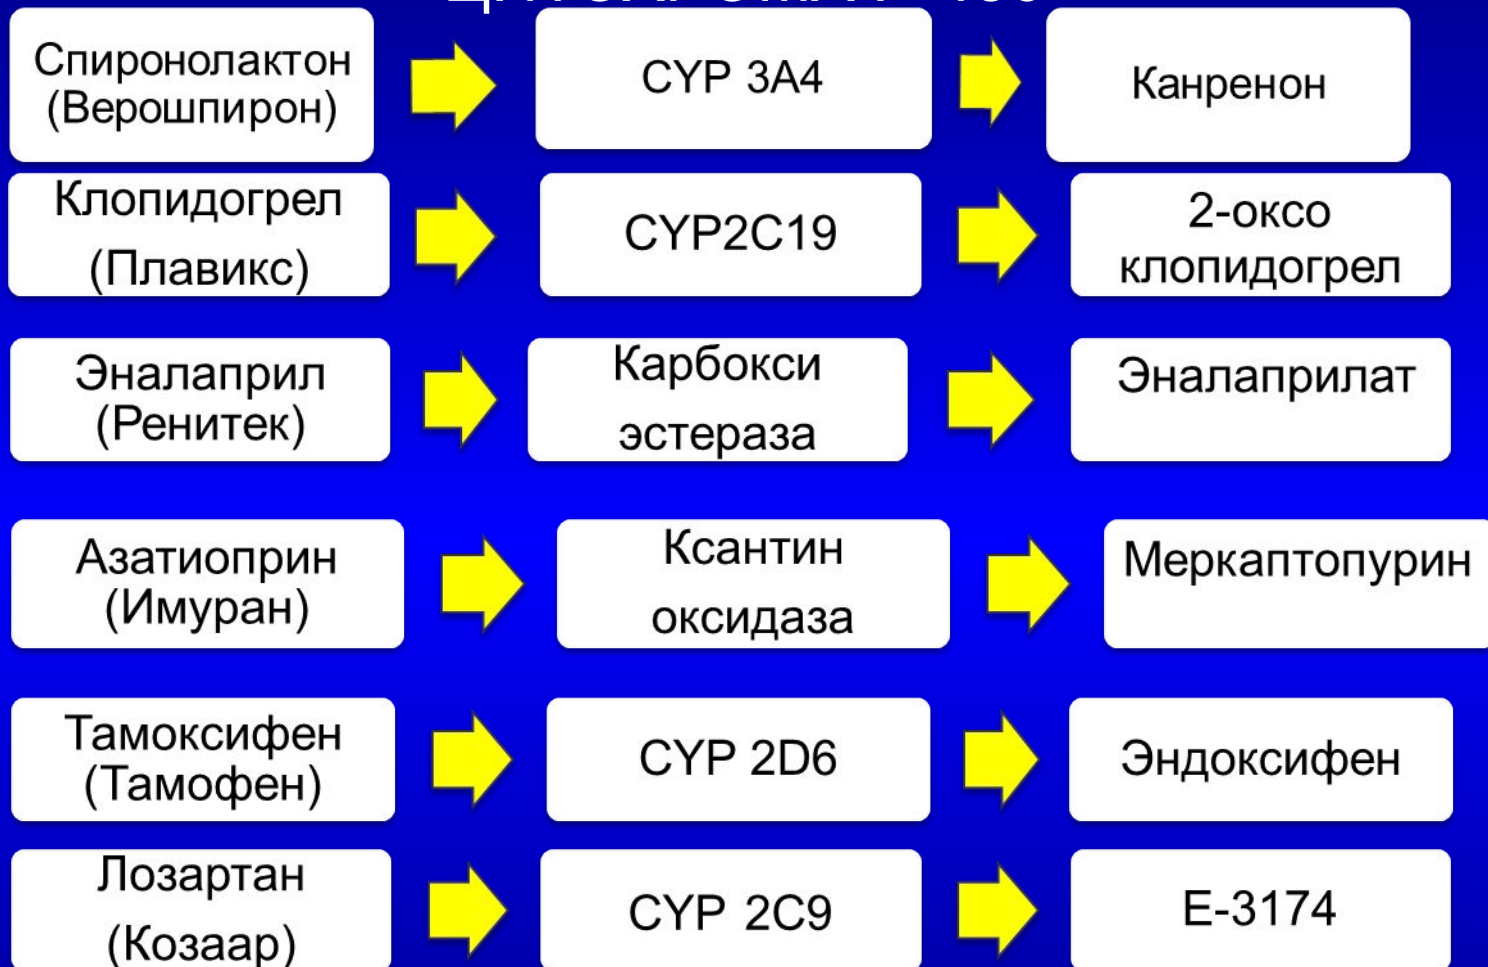 Спиронолактон
(Верошпирон)
CYP 3A4
Канренон
Клопидогрел
(Плавикс)
CYP2C19
2-оксо
клопидогрел
Эналаприл
(Ренитек)
Карбокси
эстераза
Эналаприлат
Азатиоприн
(Имуран)
Ксантин
оксидаза
Меркаптопурин
Тамоксифен
(Тамофен)
CYP 2D6
Эндоксифен
Лозартан
(Козаар)
CYP 2C9
Е-3174